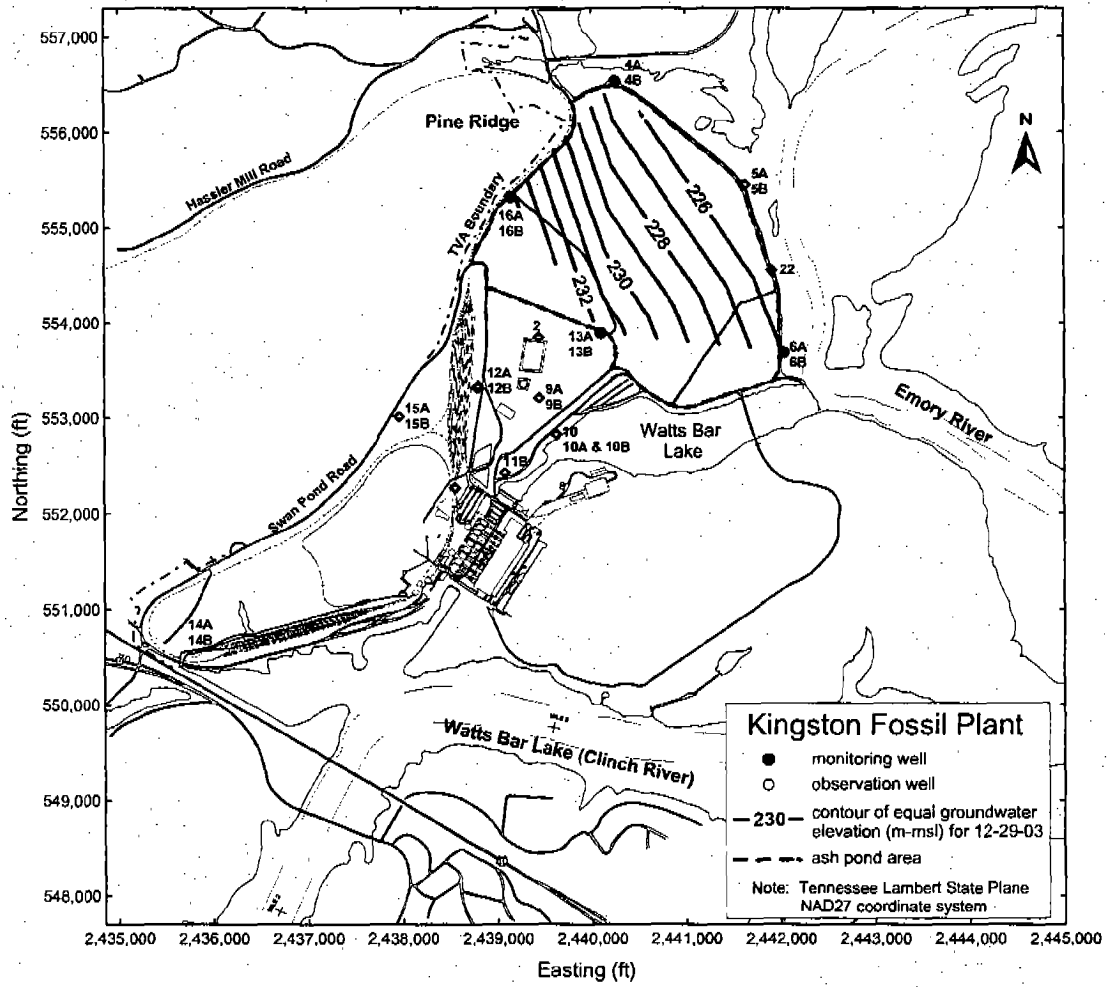 557,000
556,000
555,000
554,000
553,000
552,000
551,000
550,000
549,000
548,000
Northing (ft)
2,435,000
2,436,000
2,437,000
2,438,000
2,439,000
2,440,000
2,441,000
2,442,000
2,443,000
2,444,000
2,445,000
Easting (ft)
4A
4B
N
Pine Ridge
Hassler Mill Road
TVA Boundary
5A
5B
16A
16B
226
228
230
232
22
2
13A
13B
6A
6B
12A
12B
9A
9B
15A
15B
Emory River
10
10A & 10B
Watts Bar
Lake
11B
Swan Pond Road
14A
14B
Watts Bar Lake (Clinch River)
Kingston Fossil Plant
monitoring well
observation well
230
contour of equal groundwater
elevation (m-msl) for 12-29-03
ash pond area
Note: Tennessee Lambert State Plane
NAD27 coordinate system